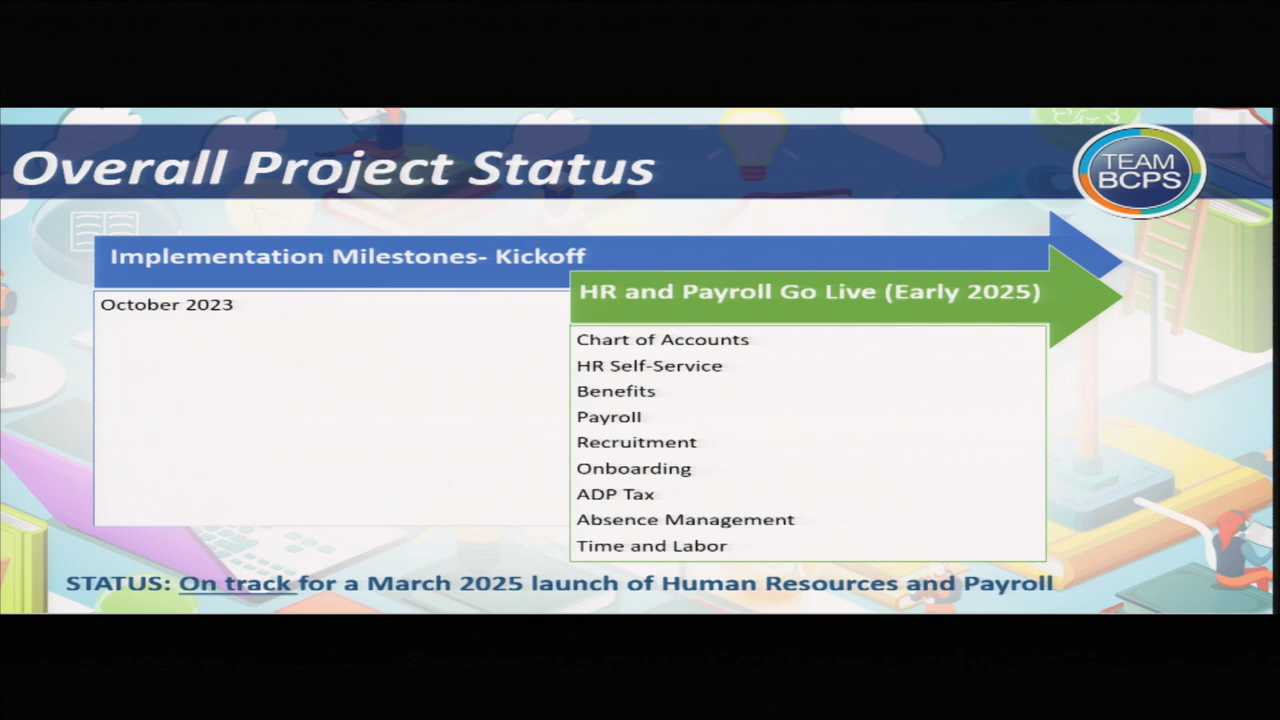 Overall Project Status
TEAM
BCPS
Implementation Milestones- Kickoff
October 2023
HR and Payroll Go Live (Early 2025)
Chart of Accounts
HR Self-Service
Benefits
Payroll
Recruitment
Onboarding
ADP Tax
Absence Management
Time and Labor
STATUS: On track for a March 2025 launch of Human Resources and Payroll